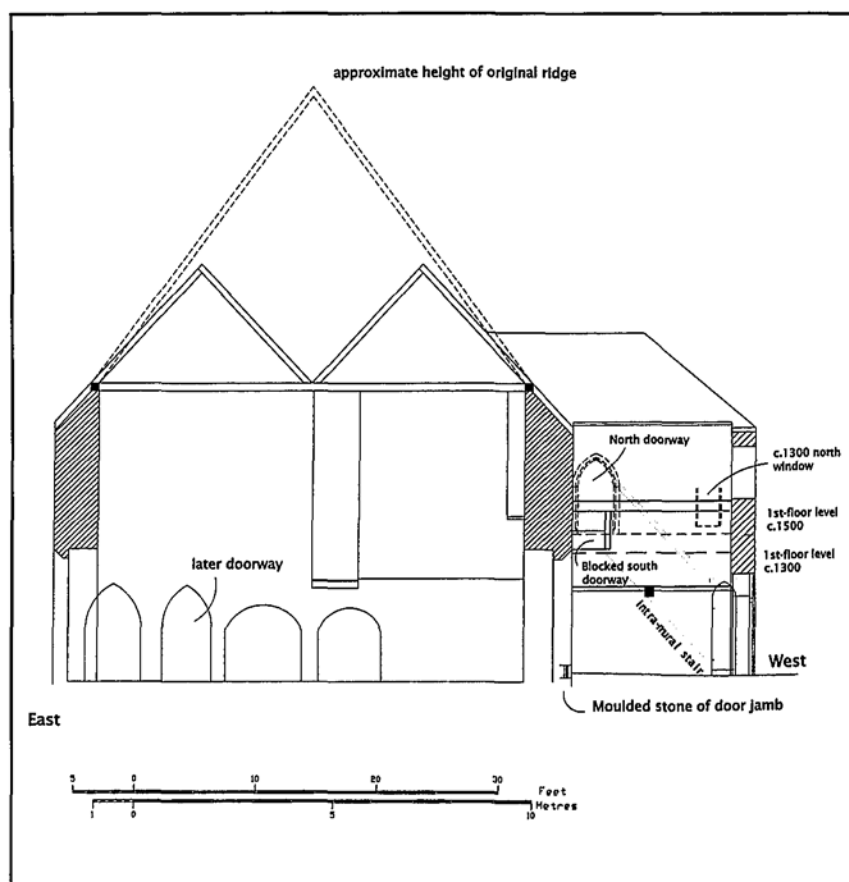 approximate height of original ridge
North doorway
c.1300 north
window
1st-floor level
c.1500
1st-floor level
c.1300
later doorway
Blocked south
doorway
Intra-mural stair
West
Moulded stone of door jamb
East
5 0 10 20 30
Feet
Metres
1 0 5 10